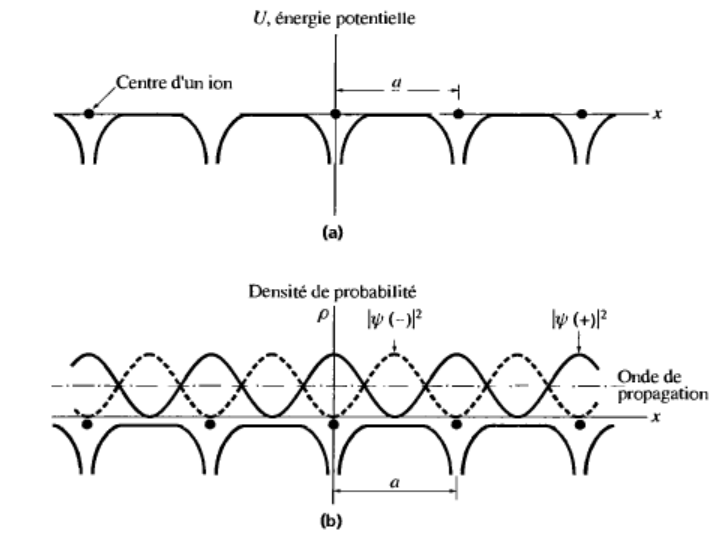 U, énergie potentielle
Centre d'un ion
a
x
(a)
Densité de probabilité
ρ
|ψ (−)|²
|ψ (+)|²
Onde de
propagation
x
a
(b)